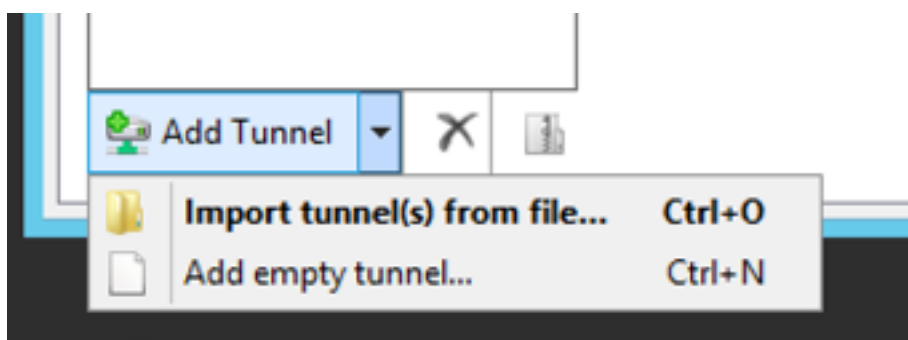 Add Tunnel
Import tunnel(s) from file... Ctrl+O
Add empty tunnel... Ctrl+N